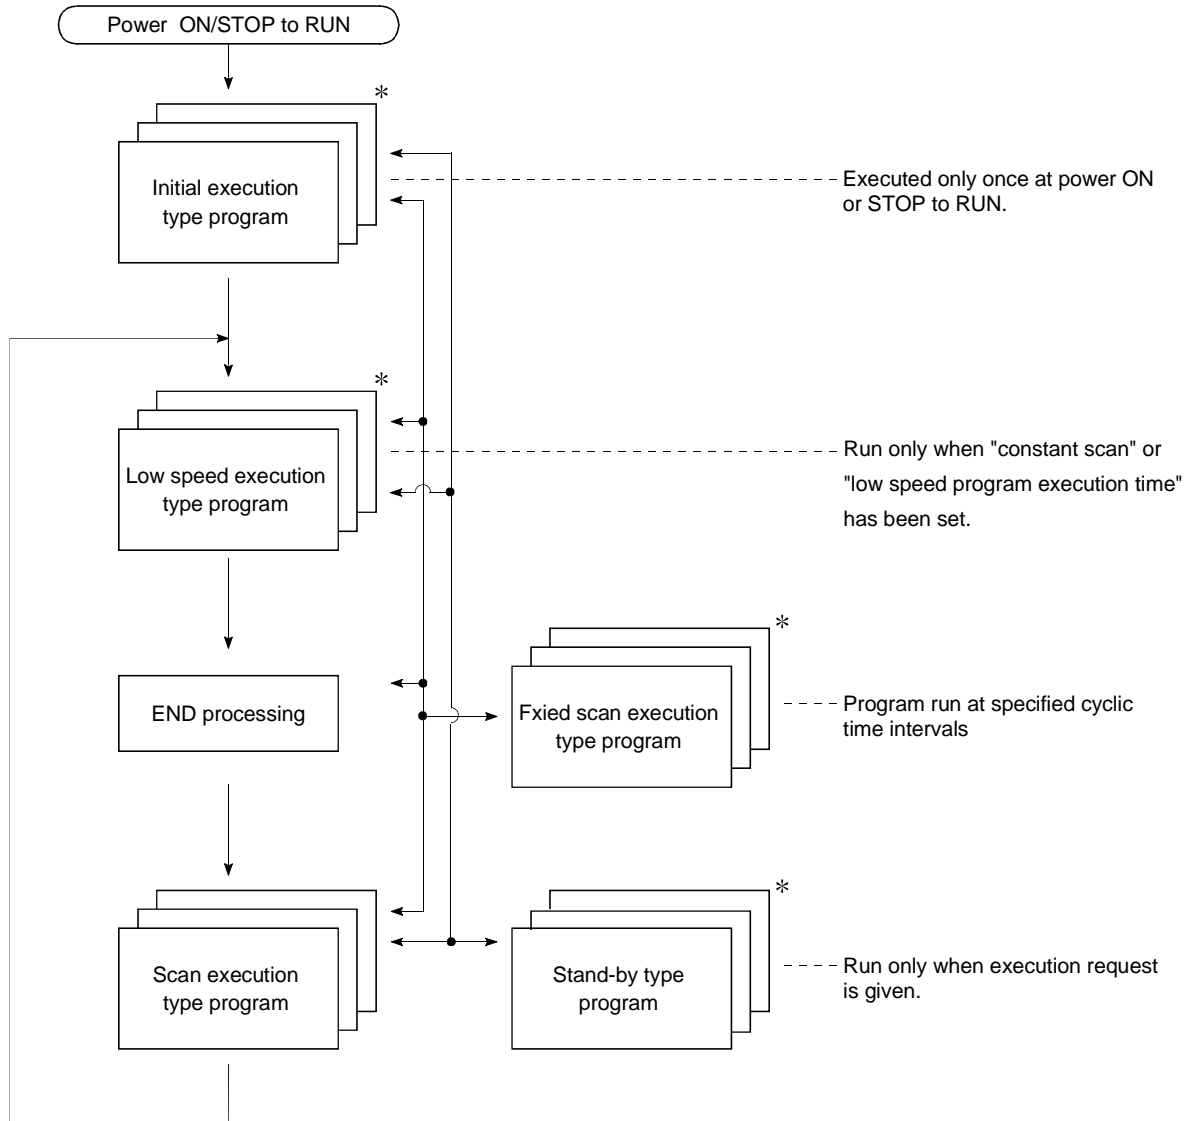 Power ON/STOP to RUN
*
Initial execution
type program
Executed only once at power ON
or STOP to RUN.
*
Low speed execution
type program
Run only when "constant scan" or
"low speed program execution time"
has been set.
END processing
*
Fxied scan execution
type program
Program run at specified cyclic
time intervals
Scan execution
type program
*
Stand-by type
program
Run only when execution request
is given.